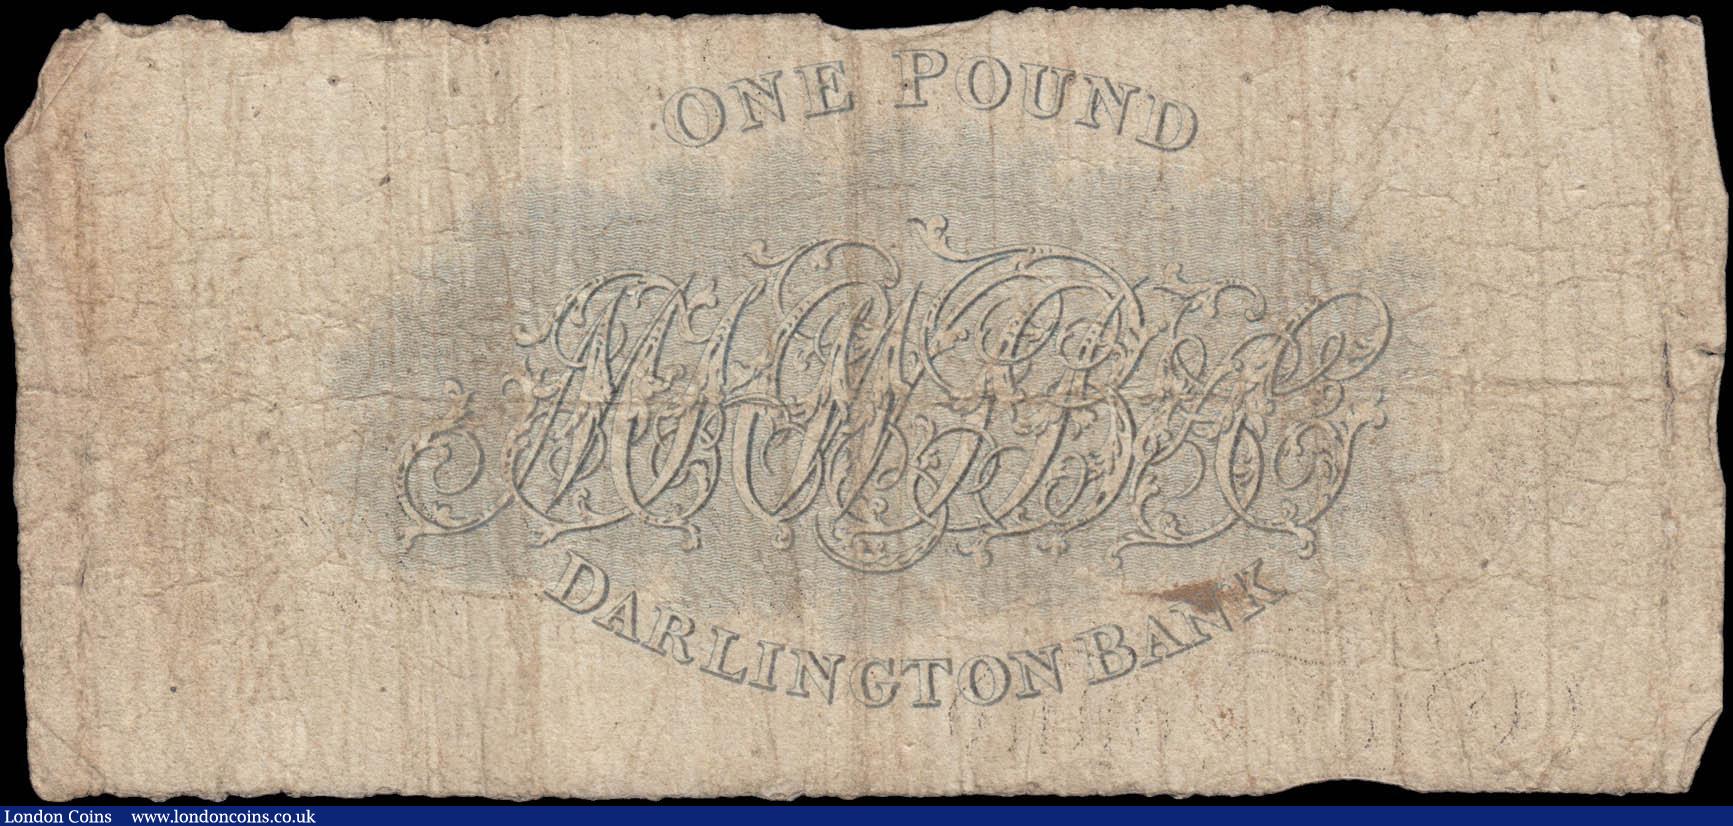 ONE POUND
DARLINGTON BANK
London Coins www.londoncoins.co.uk